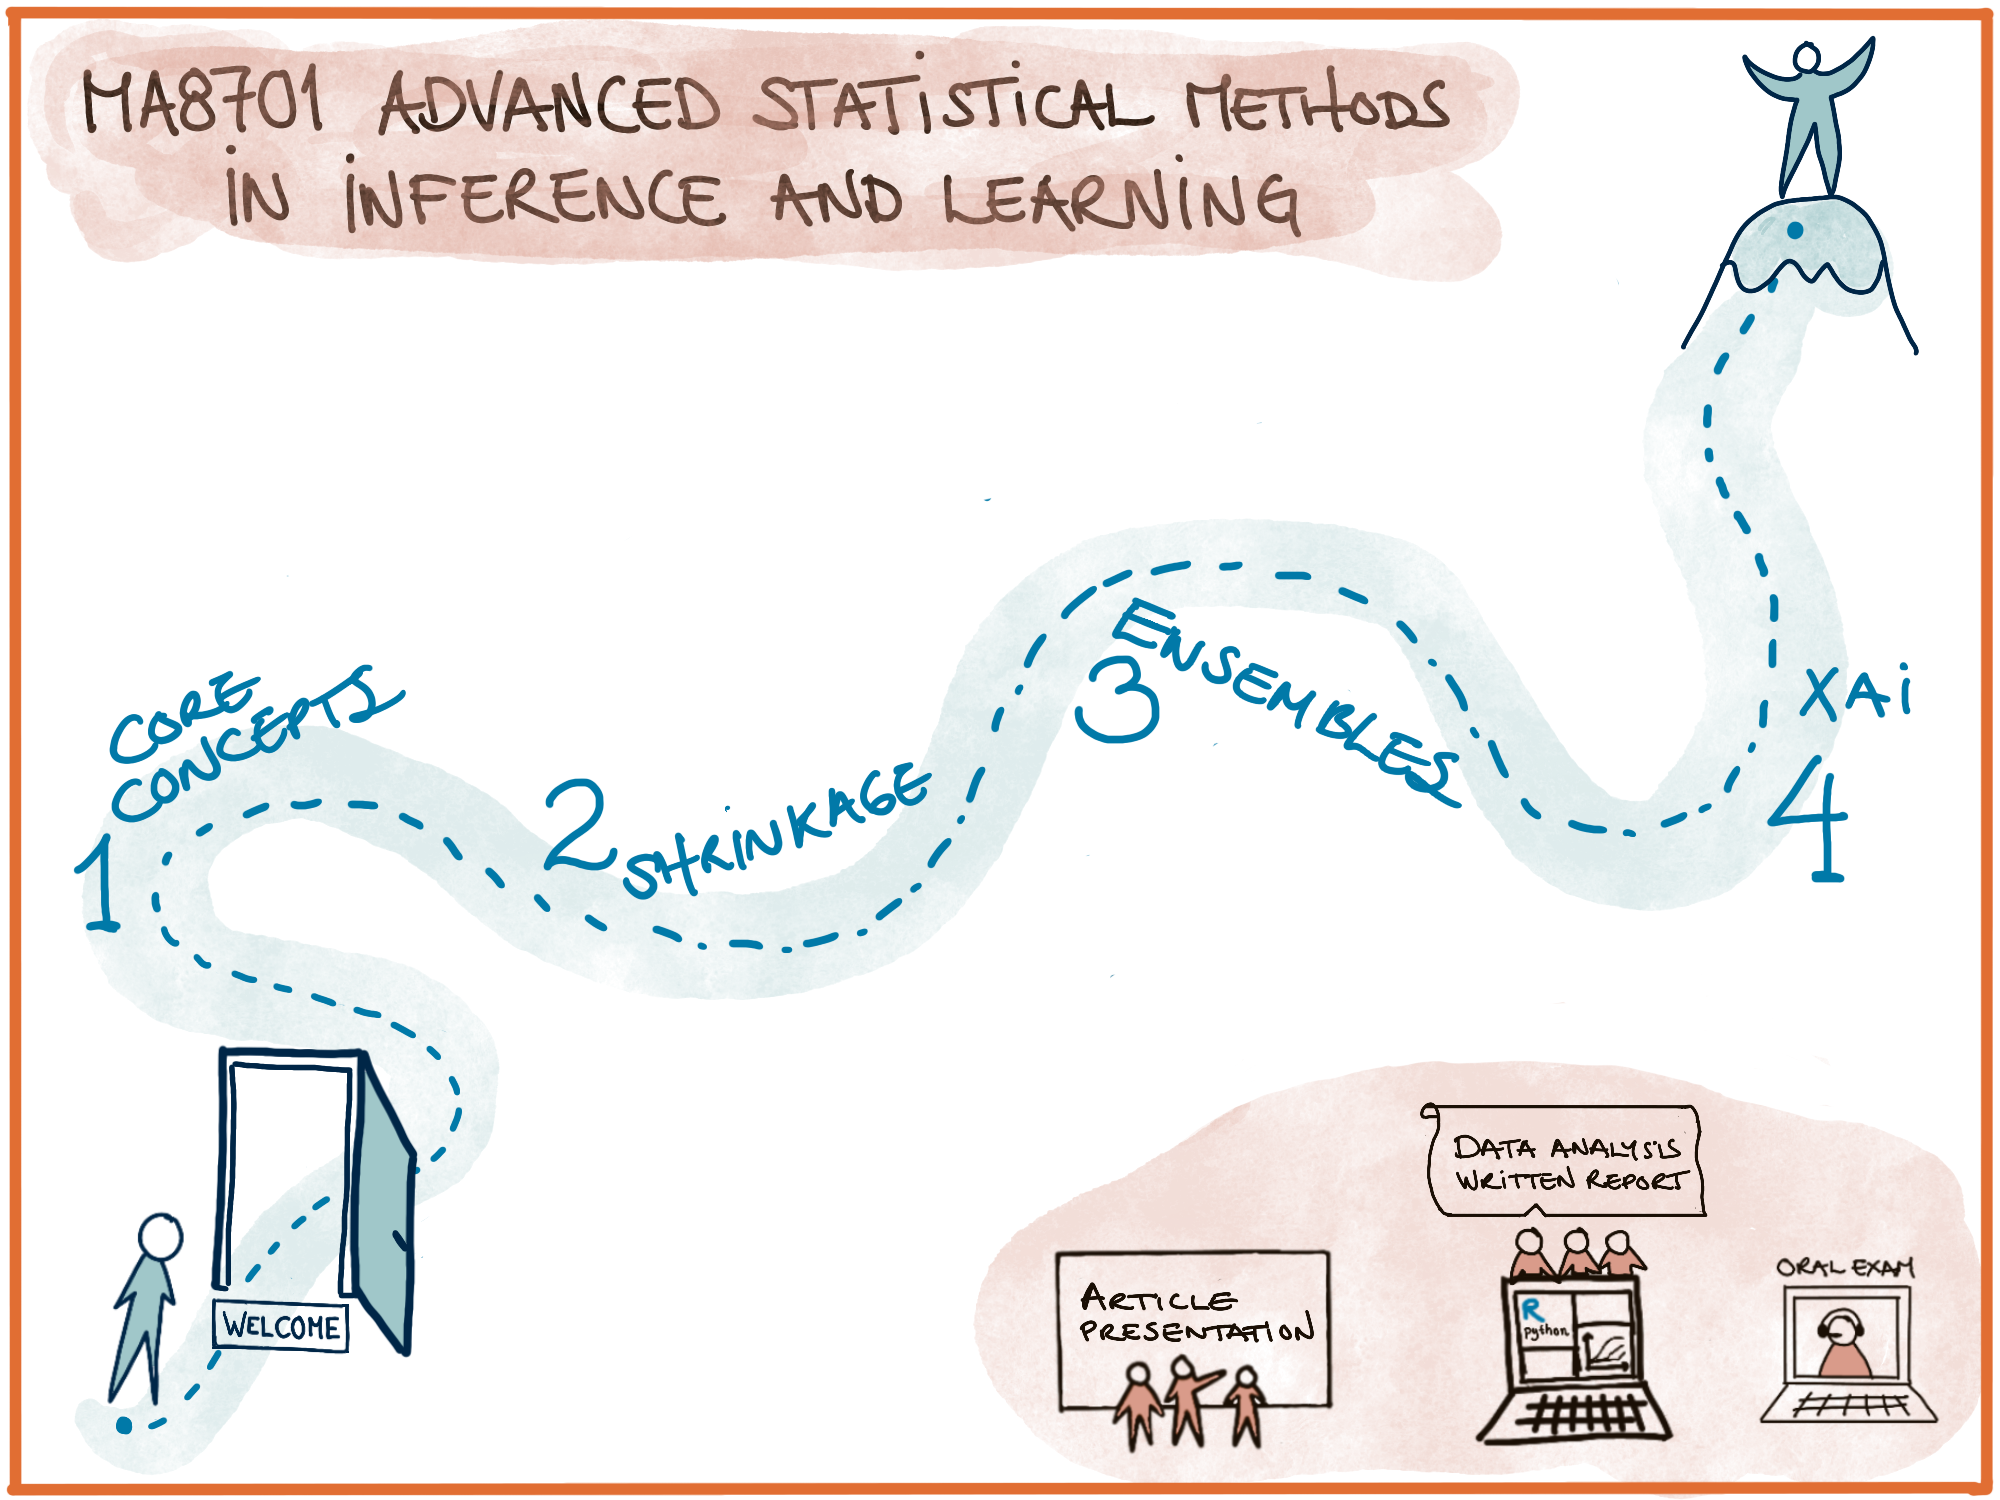 MA8701 ADVANCED STATiSTiCAL METHODS
iN iNFERENCE AND LEARNiNG
CORE
CONCEPTS
1
2 SHRiNKAGE
ENSEMBLES
3
XAi
4
WELCOME
DATA ANALYSiS
WRiTTEN REPORT
ARTICLE
PRESENTATION
R
python
ORAL EXAM